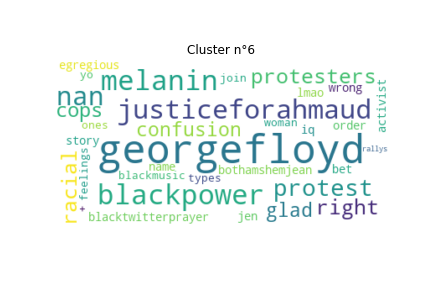 Cluster n°6
egregious
yo melanin join protesters
nan lmao wrong
cops justiceforahmaud activist
ones confusion woman iq order
story georgefloyd rallys
feelings name bothamshemjean bet
racial blackmusic types
blackpower protest
+ blacktwitterprayer jen glad right